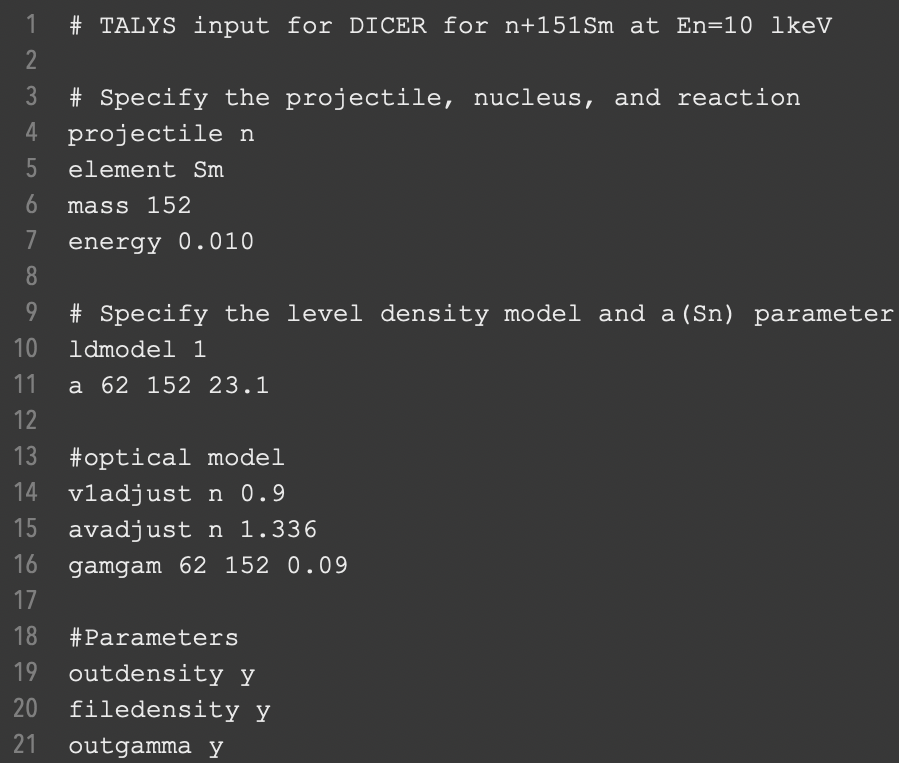 1 # TALYS input for DICER for n+151Sm at En=10 lkeV
2
3 # Specify the projectile, nucleus, and reaction
4 projectile n
5 element Sm
6 mass 152
7 energy 0.010
8
9 # Specify the level density model and a(Sn) parameter
10 ldmodel 1
11 a 62 152 23.1
12
13 #optical model
14 v1adjust n 0.9
15 avadjust n 1.336
16 gamgam 62 152 0.09
17
18 #Parameters
19 outdensity y
20 filedensity y
21 outgamma y